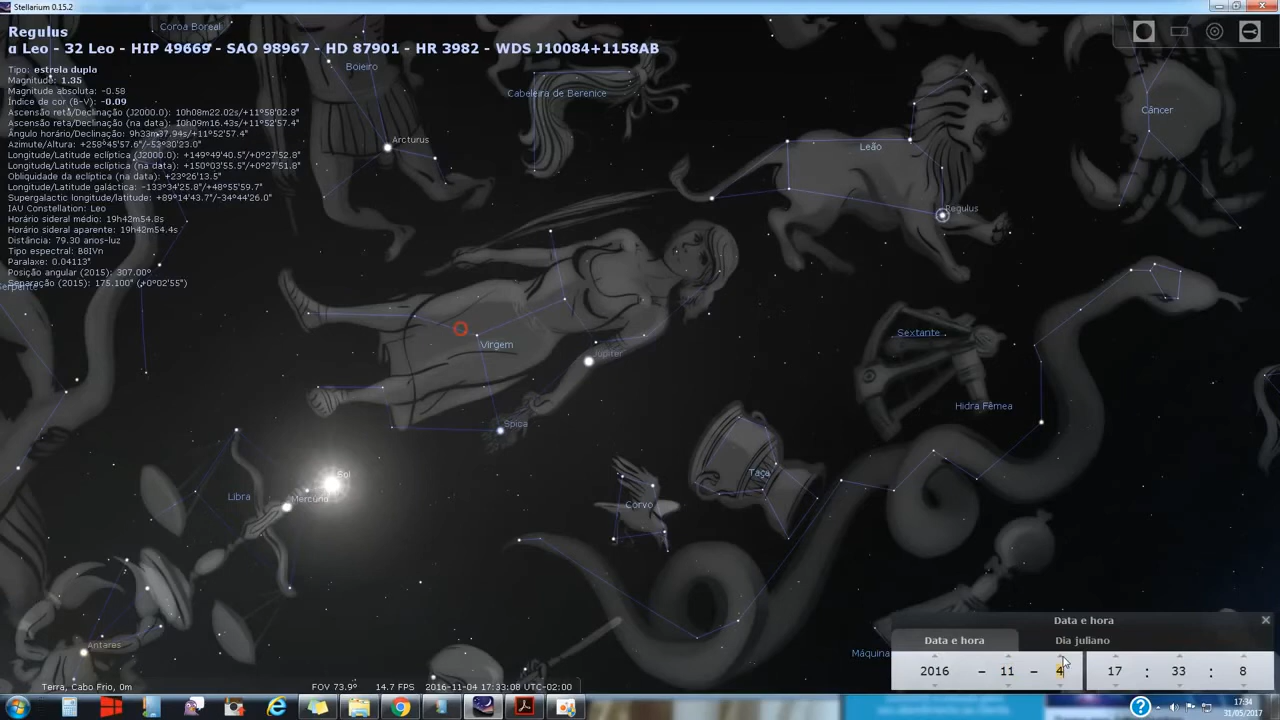 Stellarium 0.15.2
Regulus
α Leo - 32 Leo - HIP 49669 - SAO 98967 - HD 87901 - HR 3982 - WDS J10084+1158AB
Tipo: estrela dupla
Magnitude: 1.35
Magnitude absoluta: -0.58
Índice de cor (B-V): -0.09
Ascensão reta/Declinação (J2000.0): 10h08m22.02s/+11°58'02.8"
Ascensão reta/Declinação (na data): 10h09m16.43s/+11°52'57.4"
Ângulo horário/Declinação: 9h33m37.94s/+11°52'57.4"
Azimute/Altura: +258°45'57.6"/-53°30'23.0"
Longitude/Latitude eclíptica (J2000.0): +149°49'40.5"/+0°27'52.8"
Longitude/Latitude eclíptica (na data): +150°03'55.5"/+0°27'51.8"
Obliquidade da eclíptica (na data): +23°26'13.5"
Longitude/Latitude galáctica: -133°34'25.8"/+48°55'59.7"
Supergalactic longitude/latitude: +89°14'43.7"/-34°44'26.0"
IAU Constellation: Leo
Horário sideral médio: 19h42m54.8s
Horário sideral aparente: 19h42m54.4s
Distância: 79.30 anos-luz
Tipo espectral: B8IVn
Paralaxe: 0.04113"
Posição angular (2015): 307.00°
Separação (2015): 175.100" (+0°02'55")
Coroa Boreal
Boieiro
Cabeleira de Berenice
Câncer
Arcturus
Leão
Regulus
Serpente
Sextante
Virgem
Júpiter
Hidra Fêmea
Spica
Taça
Sol
Libra
Mercúrio
Corvo
Antares
Máquina
Data e hora
Data e hora
Dia juliano
2016 - 11 - 4 17 : 33 : 8
Terra, Cabo Frio, 0m
FOV 73.9° 14.7 FPS 2016-11-04 17:33:08 UTC-02:00
17:34
31/05/2017